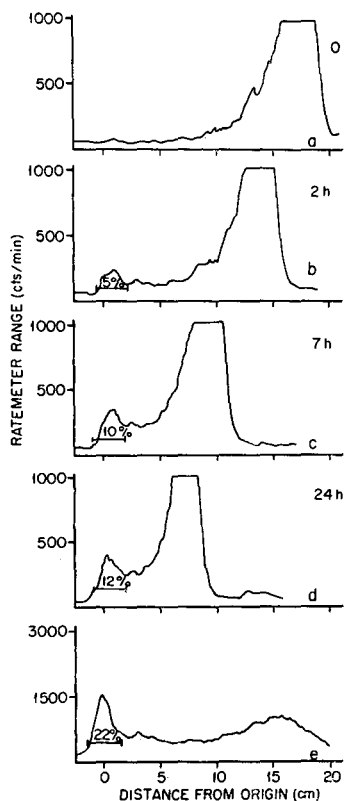 1000
500
0
a
2 h
1000
500
5%
b
7 h
1000
500
10%
c
24 h
1000
500
12%
d
3000
1500
22%
e
RATEMETER RANGE (cts/min)
0 5 10 15 20
DISTANCE FROM ORIGIN (cm)